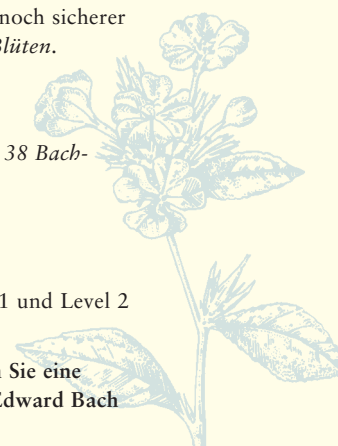 noch sicherer
Blüten.
38 Bach-
1 und Level 2
Sie eine
Edward Bach